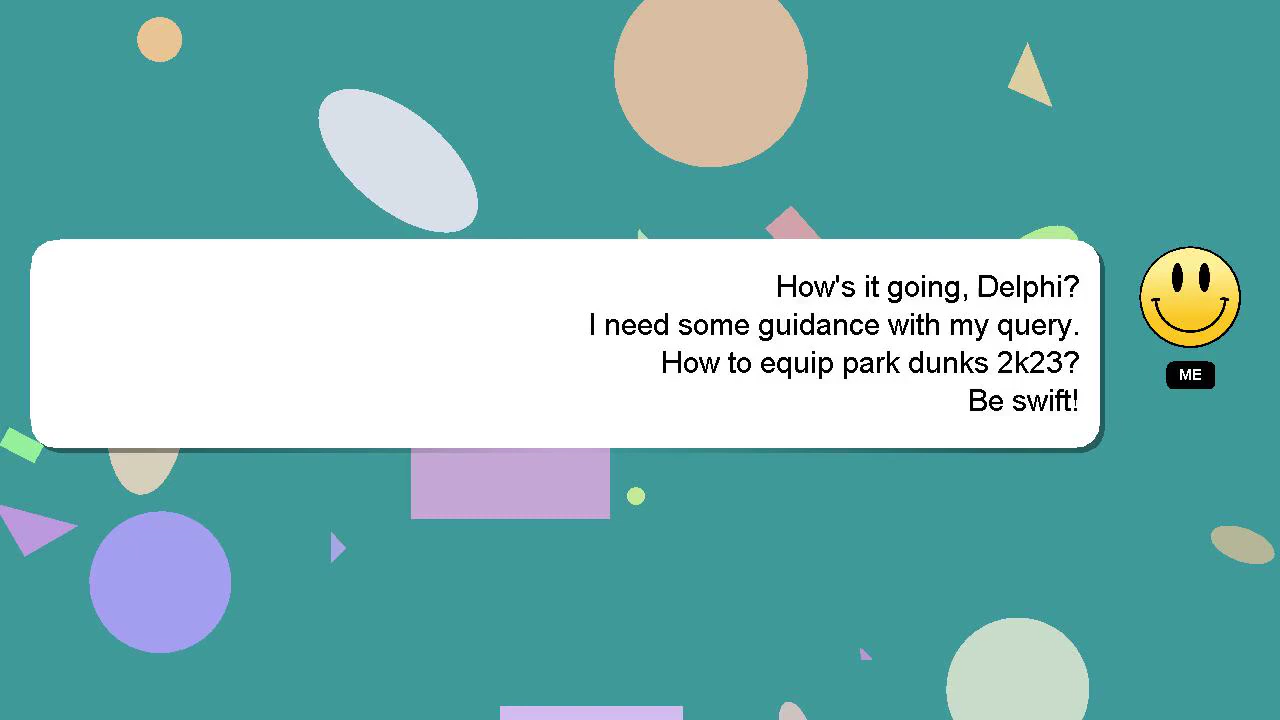 How's it going, Delphi?
I need some guidance with my query.
How to equip park dunks 2k23?
Be swift!
ME